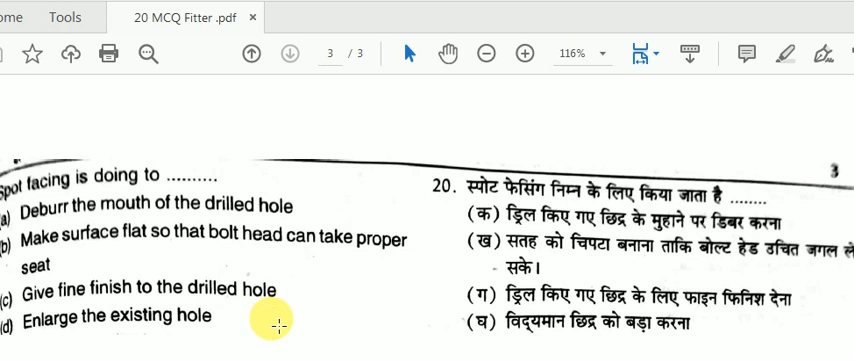 ome
Tools
20 MCQ Fitter .pdf
×
3 / 3
116%
3
Spot facing is doing to ..........
a) Deburr the mouth of the drilled hole
b) Make surface flat so that bolt head can take proper
seat
(c) Give fine finish to the drilled hole
(d) Enlarge the existing hole
20. स्पोट फेसिंग निम्न के लिए किया जाता है ........
(क) ड्रिल किए गए छिद्र के मुहाने पर डिबर करना
(ख) सतह को चिपटा बनाना ताकि बोल्ट हेड उचित जगल ले
सके।
(ग) ड्रिल किए गए छिद्र के लिए फाइन फिनिश देना
(घ) विद्यमान छिद्र को बड़ा करना